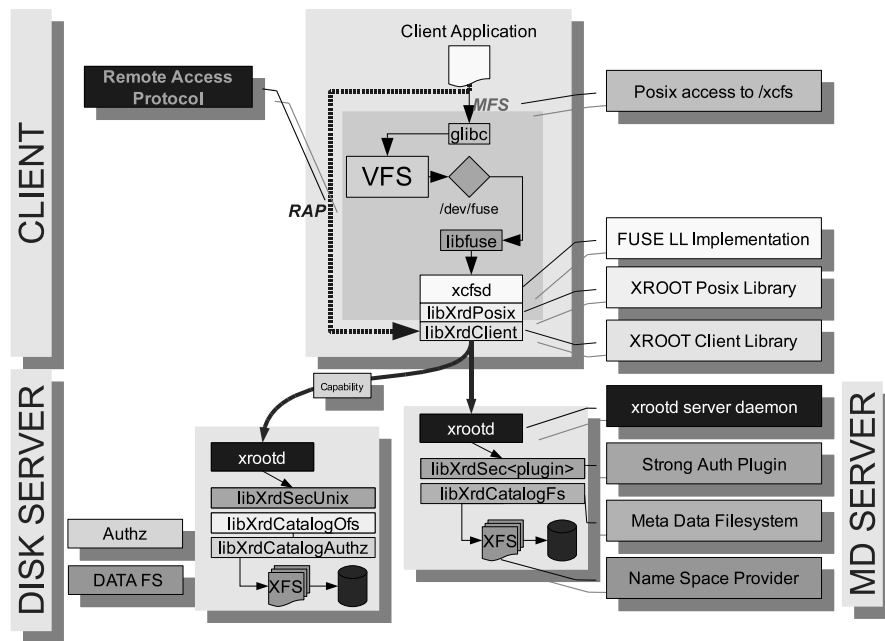 Client Application
Remote Access
Protocol
MFS
Posix access to /xcfs
glibc
VFS
/dev/fuse
RAP
CLIENT
libfuse
FUSE LL Implementation
xcfsd
libXrdPosix
XROOT Posix Library
libXrdClient
XROOT Client Library
Capability
xrootd server daemon
xrootd
xrootd
libXrdSec<plugin>
Strong Auth Plugin
libXrdSecUnix
libXrdCatalogFs
Meta Data Filesystem
libXrdCatalogOfs
Authz
libXrdCatalogAuthz
XFS
Name Space Provider
DATA FS
XFS
DISK SERVER
MD SERVER